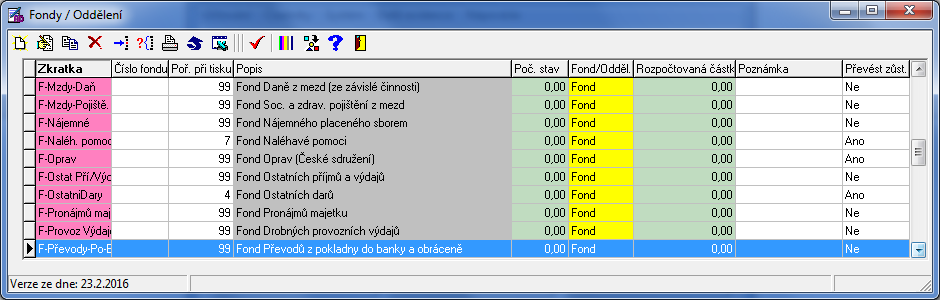 Fondy / Oddělení
Zkratka Číslo fondu Poř. při tisku Popis Poč. stav Fond/Odděl. Rozpočtovaná částk Poznámka Převést zůst.
F-Mzdy-Daň 99 Fond Daně z mezd (ze závislé činnosti) 0,00 Fond 0,00 Ne
F-Mzdy-Pojiště. 99 Fond Soc. a zdrav. pojištění z mezd 0,00 Fond 0,00 Ne
F-Nájemné 99 Fond Nájemného placeného sborem 0,00 Fond 0,00 Ne
F-Naléh. pomoc 7 Fond Naléhavé pomoci 0,00 Fond 0,00 Ano
F-Oprav 99 Fond Oprav (České sdružení) 0,00 Fond 0,00 Ano
F-Ostat Pří/Výd 99 Fond Ostatních příjmů a výdajů 0,00 Fond 0,00 Ne
F-OstatníDary 4 Fond Ostatních darů 0,00 Fond 0,00 Ano
F-Pronájmů maj 99 Fond Pronájmů majetku 0,00 Fond 0,00 Ne
F-Provoz Výdaje 99 Fond Drobných provozních výdajů 0,00 Fond 0,00 Ne
F-Převody-Po-B 99 Fond Převodů z pokladny do banky a obráceně 0,00 Fond 0,00 Ne
Verze ze dne: 23.2.2016